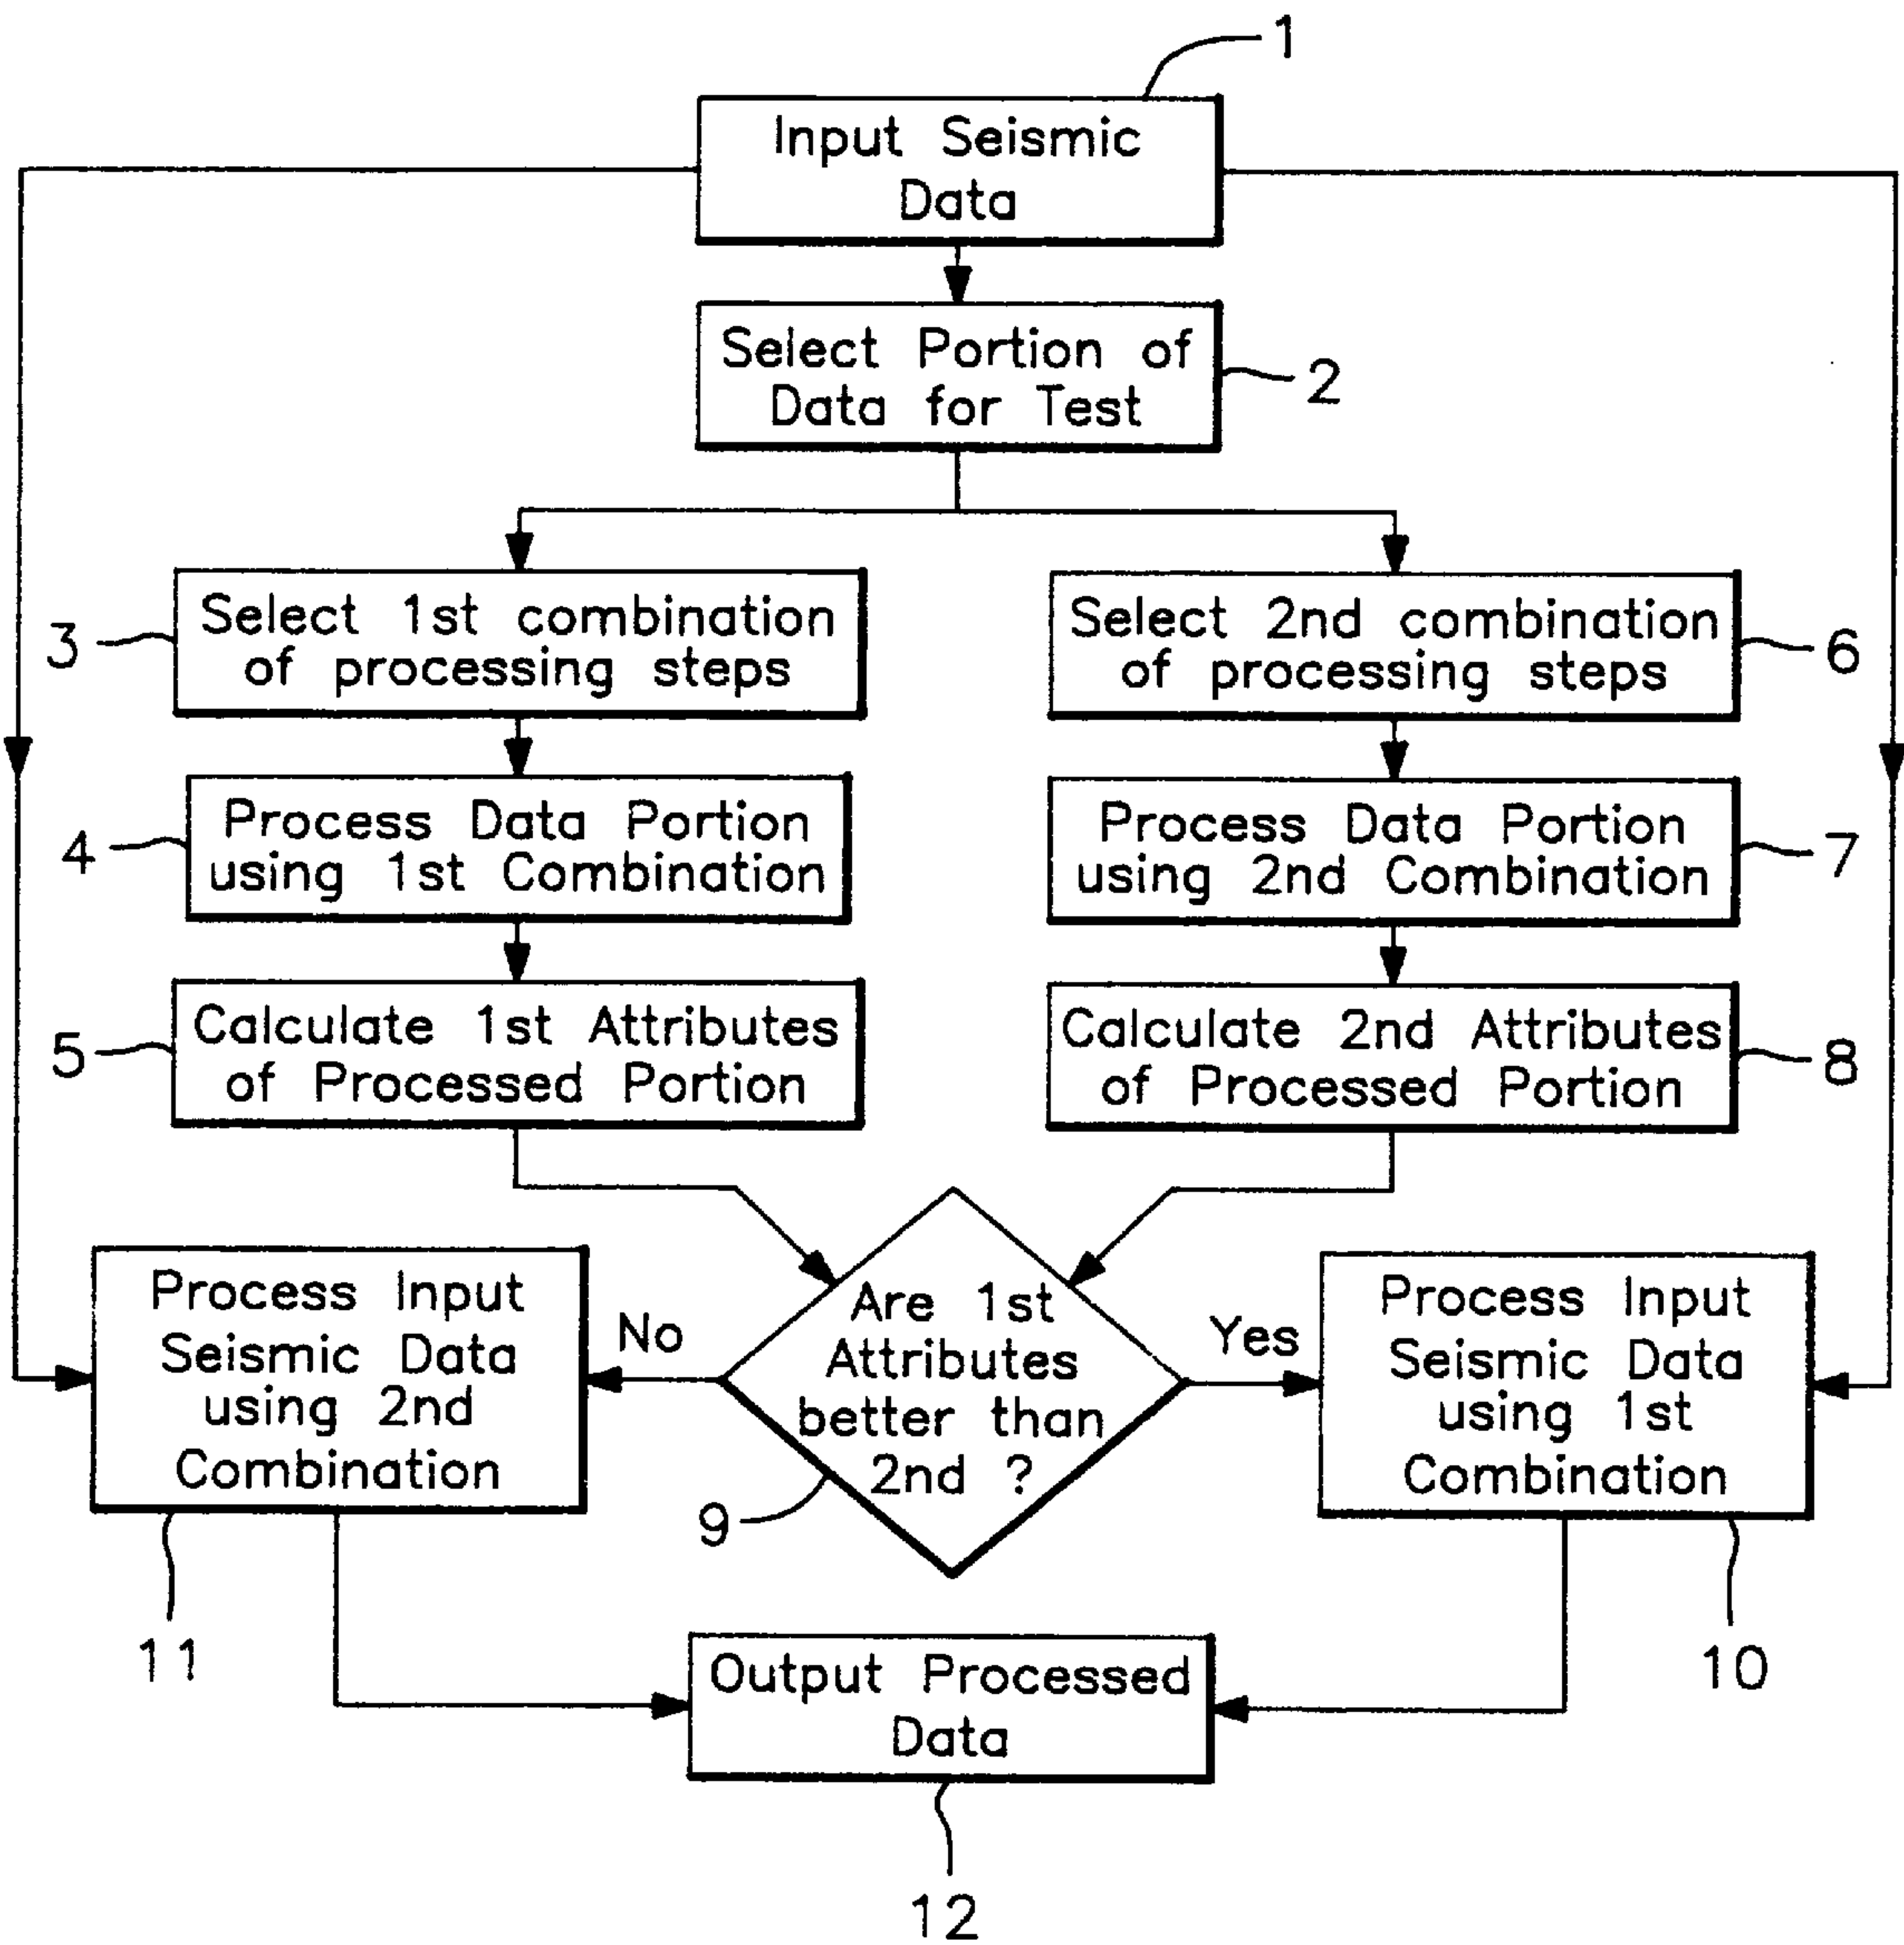 1
Input Seismic
Data
Select Portion of
Data for Test
2
3
Select 1st combination
of processing steps
Select 2nd combination
of processing steps
6
4
Process Data Portion
using 1st Combination
Process Data Portion
using 2nd Combination
7
5
Calculate 1st Attributes
of Processed Portion
Calculate 2nd Attributes
of Processed Portion
8
Process Input
Seismic Data
using 2nd
Combination
No
Are 1st
Attributes
better than
2nd ?
Yes
Process Input
Seismic Data
using 1st
Combination
9
11
10
Output Processed
Data
12